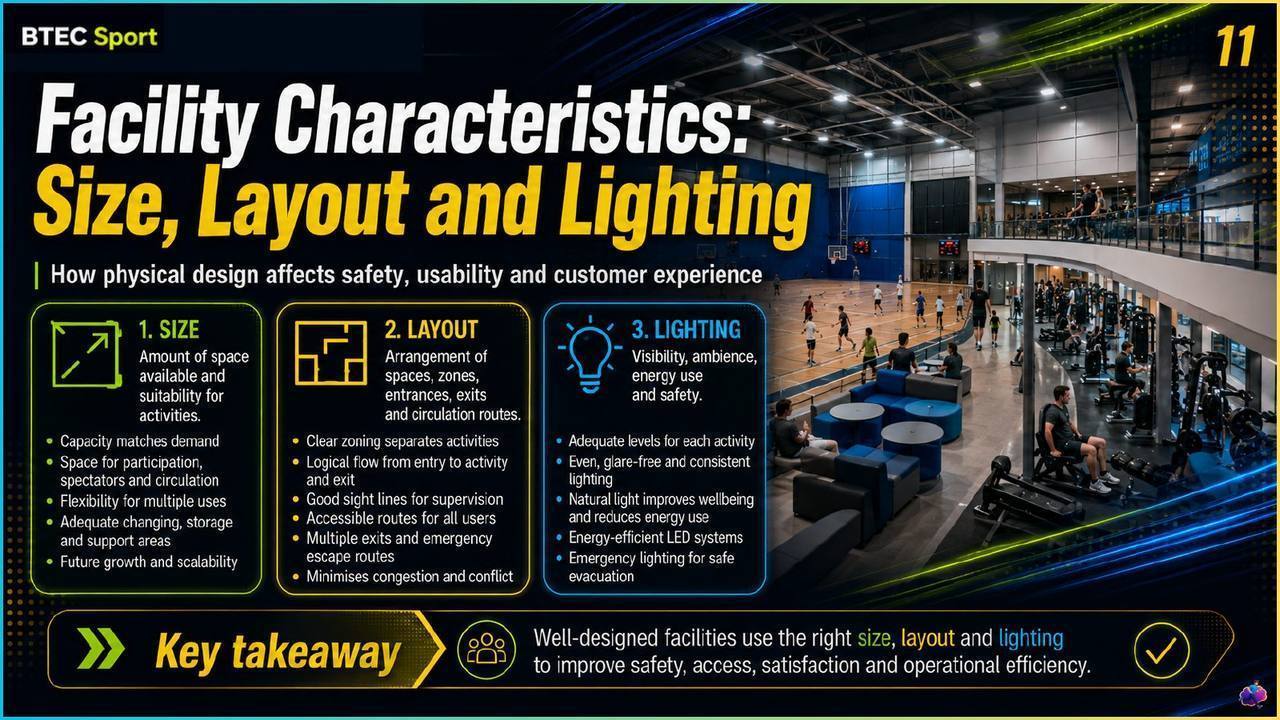 BTEC Sport
11
Facility Characteristics:
Size, Layout and Lighting
How physical design affects safety, usability and customer experience
1. SIZE
Amount of space
available and
suitability for
activities.
• Capacity matches demand
• Space for participation,
spectators and circulation
• Flexibility for multiple uses
• Adequate changing, storage
and support areas
• Future growth and scalability
2. LAYOUT
Arrangement of
spaces, zones,
entrances, exits
and circulation routes.
• Clear zoning separates activities
• Logical flow from entry to activity
and exit
• Good sight lines for supervision
• Accessible routes for all users
• Multiple exits and emergency
escape routes
• Minimises congestion and conflict
3. LIGHTING
Visibility, ambience,
energy use
and safety.
• Adequate levels for each activity
• Even, glare-free and consistent
lighting
• Natural light improves wellbeing
and reduces energy use
• Energy-efficient LED systems
• Emergency lighting for safe
evacuation
Key takeaway
Well-designed facilities use the right size, layout and lighting
to improve safety, access, satisfaction and operational efficiency.